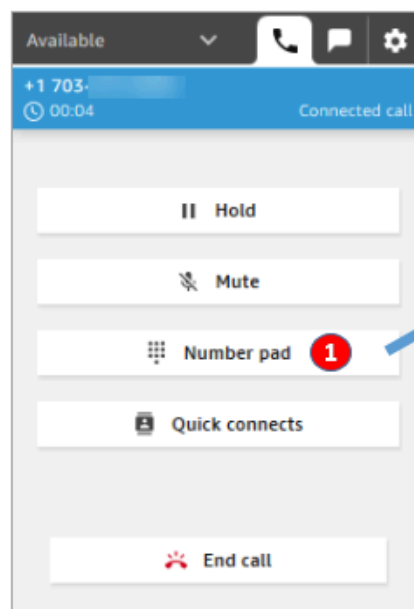 Available
+1 703-
00:04
Connected call
Hold
Mute
Number pad 1
Quick connects
End call